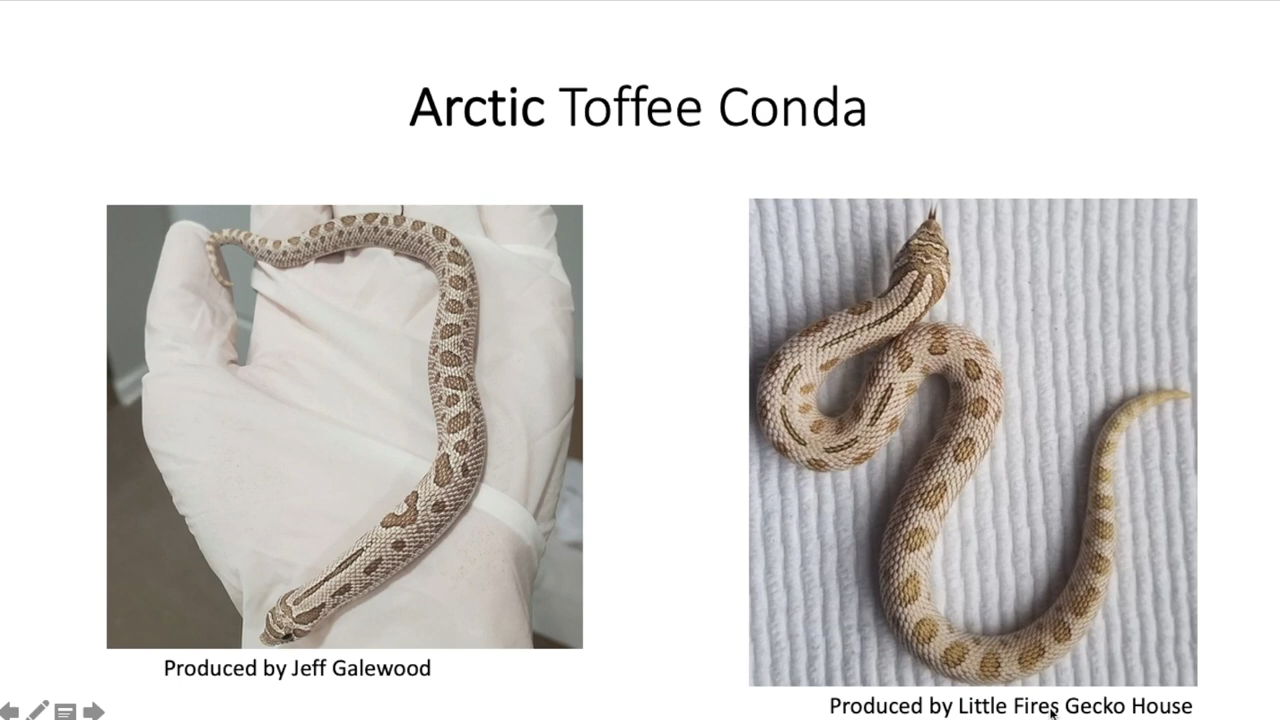 Arctic Toffee Conda
Produced by Jeff Galewood
Produced by Little Fires Gecko House